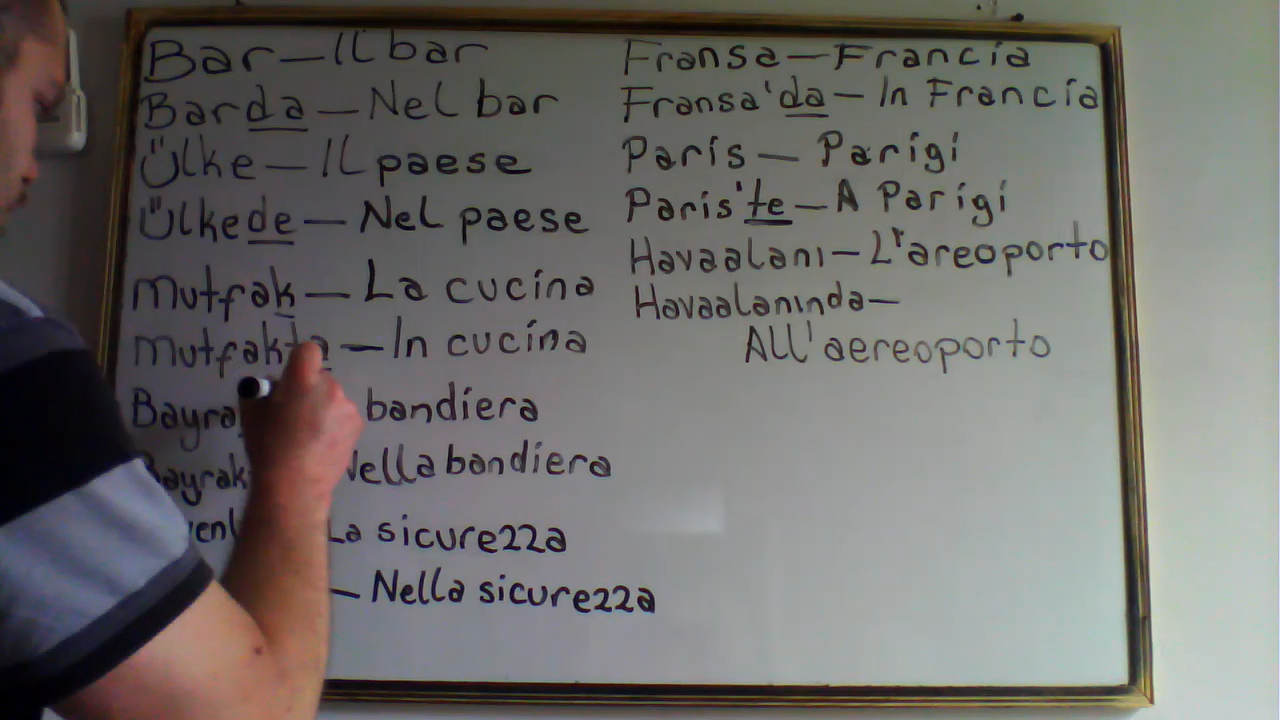 Bar – Il bar
Barda – Nel bar
Ülke – Il paese
Ülkede – Nel paese
Mutfak – La cucina
Mutfakta – In cucina
bandiera
Nella bandiera
La sicurezza
– Nella sicurezza
Fransa – Francia
Fransa'da – In Francia
Paris – Parigi
Paris'te – A Parigi
Havaalanı – L'areoporto
Havaalanında –
All'aereoporto